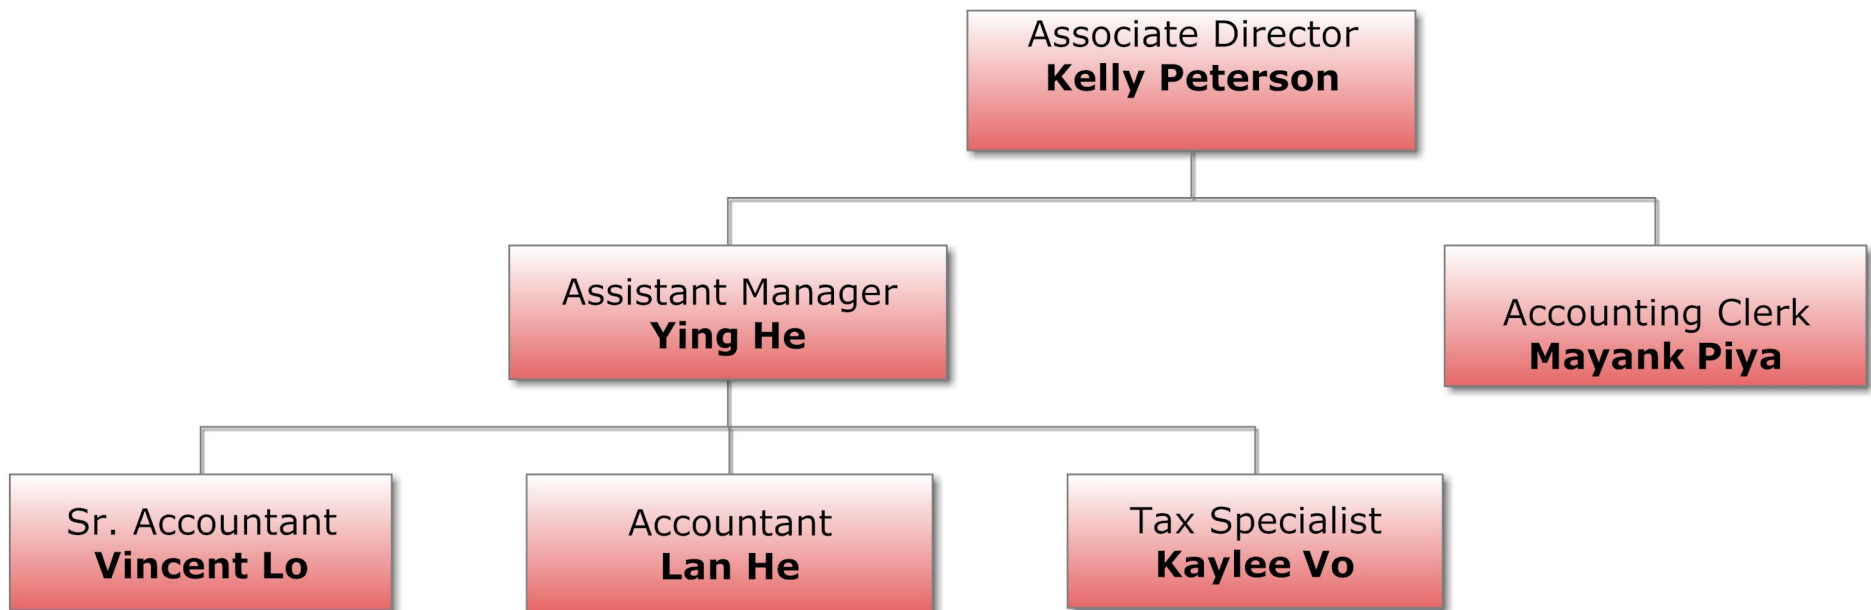 Associate Director
Kelly Peterson
Assistant Manager
Ying He
Accounting Clerk
Mayank Piya
Sr. Accountant
Vincent Lo
Accountant
Lan He
Tax Specialist
Kaylee Vo